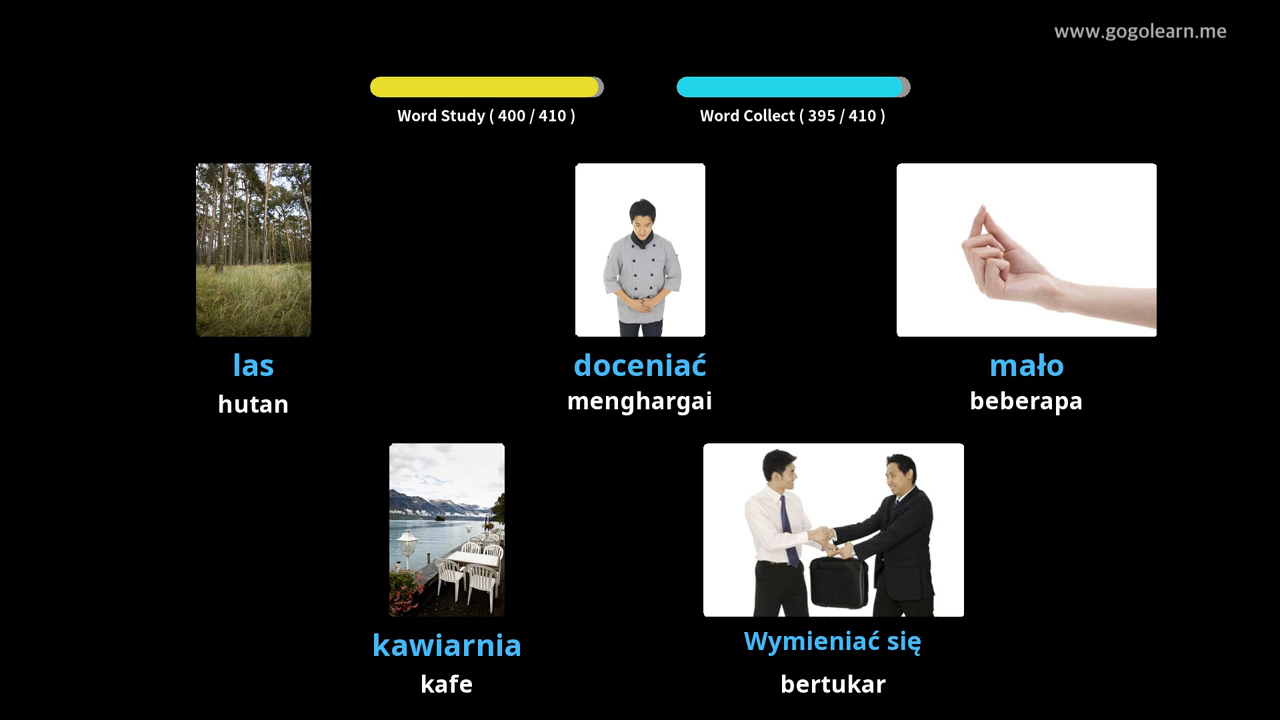 www.gogolearn.me
Word Study ( 400 / 410 )
Word Collect ( 395 / 410 )
las
hutan
doceniać
menghargai
mało
beberapa
kawiarnia
kafe
Wymieniać się
bertukar